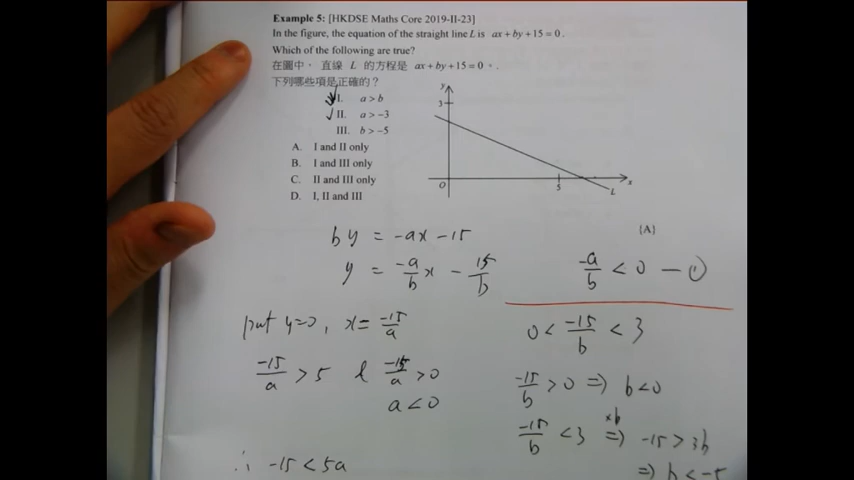 Example 5: [HKDSE Maths Core 2019-II-23]
In the figure, the equation of the straight line L is ax + by + 15 = 0.
Which of the following are true?
在圖中， 直線 L 的方程是 ax + by + 15 = 0 。.
下列哪些項是正確的？
I. a > b
II. a > −3
III. b > −5
A. I and II only
B. I and III only
C. II and III only
D. I, II and III
y
3
O
5
x
L
(A)
by = -ax - 15
y = -a/b x - 15/b
-a/b < 0 — ①
put y=0, x = -15/a
0 < -15/b < 3
-15/a > 5 & -15/a > 0
a < 0
-15/b > 0 => b < 0
×b
-15/b < 3 => -15 > 3b
=> b < -5
∴ -15 < 5a